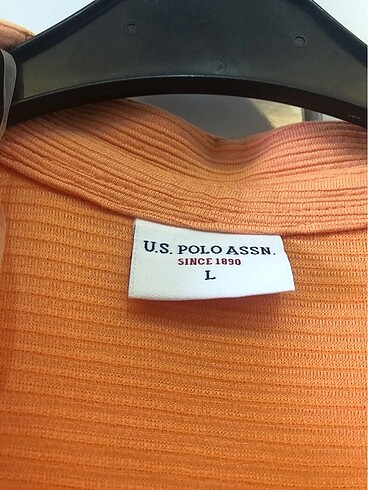 U.S. POLO ASSN.
SINCE 1890
L